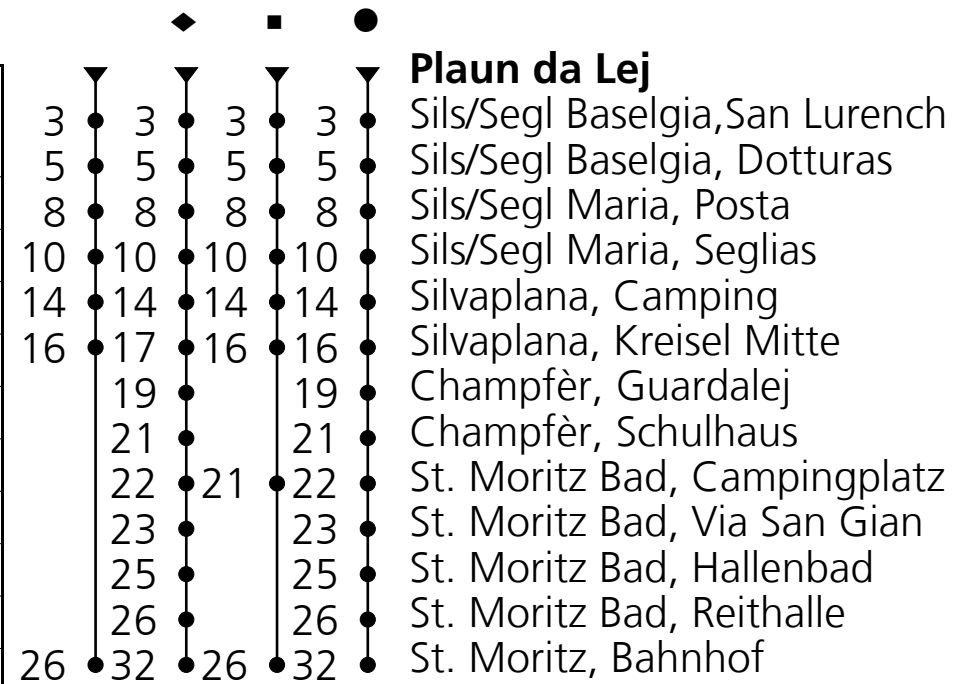 Plaun da Lej
3 3 3 3 Sils/Segl Baselgia,San Lurench
5 5 5 5 Sils/Segl Baselgia, Dotturas
8 8 8 8 Sils/Segl Maria, Posta
10 10 10 10 Sils/Segl Maria, Seglias
14 14 14 14 Silvaplana, Camping
16 17 16 16 Silvaplana, Kreisel Mitte
19 19 Champfèr, Guardalej
21 21 Champfèr, Schulhaus
22 21 22 St. Moritz Bad, Campingplatz
23 23 St. Moritz Bad, Via San Gian
25 25 St. Moritz Bad, Hallenbad
26 26 St. Moritz Bad, Reithalle
26 32 26 32 St. Moritz, Bahnhof